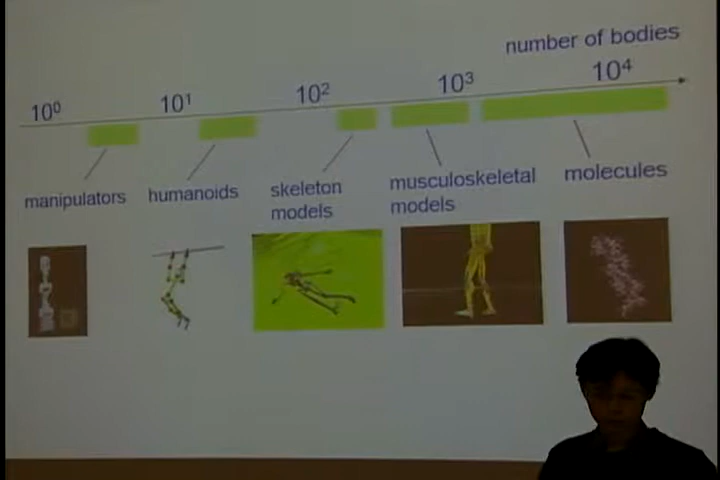 number of bodies
10⁰ 10¹ 10² 10³ 10⁴
manipulators humanoids skeleton models musculoskeletal models molecules